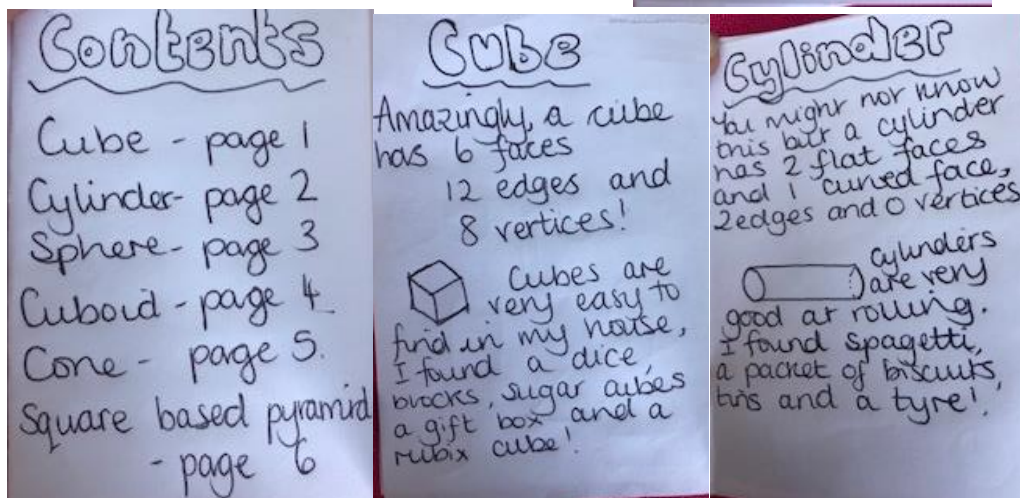 Contents
Cube - page 1
Cylinder - page 2
Sphere - page 3
Cuboid - page 4
Cone - page 5.
Square based pyramid
- page 6
Cube
Amazingly, a cube
has 6 faces
12 edges and
8 vertices!
Cubes are
very easy to
find in my house,
I found a dice,
blocks, sugar cubes
a gift box and a
rubix cube!
Cylinder
You might not know
this but a cylinder
has 2 flat faces
and 1 curved face,
2 edges and 0 vertices
cylinders
are very
good at rolling.
I found spagetti,
a packet of biscuits,
tins and a tyre!